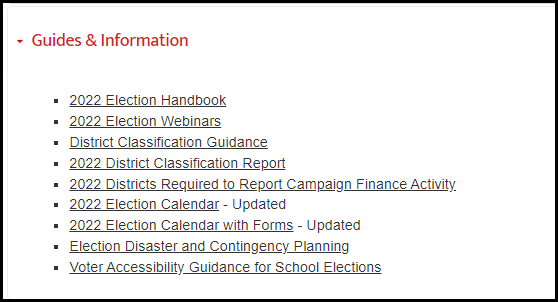 Guides & Information
2022 Election Handbook
2022 Election Webinars
District Classification Guidance
2022 District Classification Report
2022 Districts Required to Report Campaign Finance Activity
2022 Election Calendar - Updated
2022 Election Calendar with Forms - Updated
Election Disaster and Contingency Planning
Voter Accessibility Guidance for School Elections